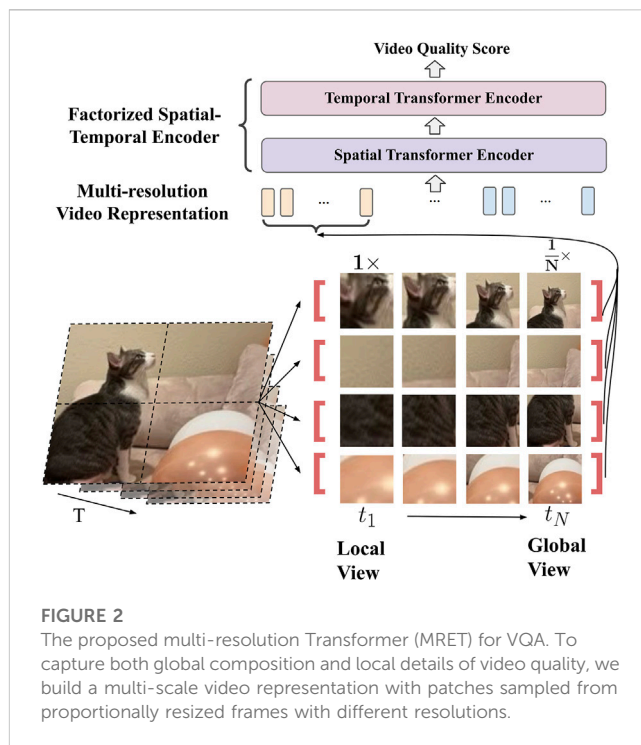 Video Quality Score
Temporal Transformer Encoder
Factorized Spatial-
Temporal Encoder
Spatial Transformer Encoder
Multi-resolution
Video Representation
... ... ...
1×
1/N ×
T
t_1
t_N
Local
View
Global
View
FIGURE 2
The proposed multi-resolution Transformer (MRET) for VQA. To
capture both global composition and local details of video quality, we
build a multi-scale video representation with patches sampled from
proportionally resized frames with different resolutions.